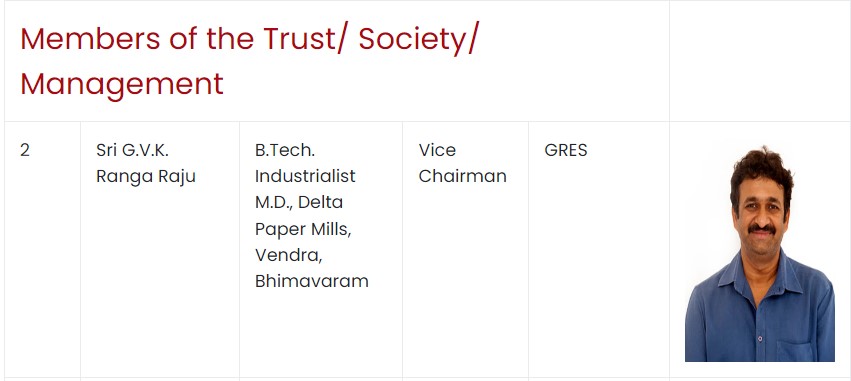 Members of the Trust/ Society/
Management
2
Sri G.V.K.
Ranga Raju
B.Tech.
Industrialist
M.D., Delta
Paper Mills,
Vendra,
Bhimavaram
Vice
Chairman
GRES